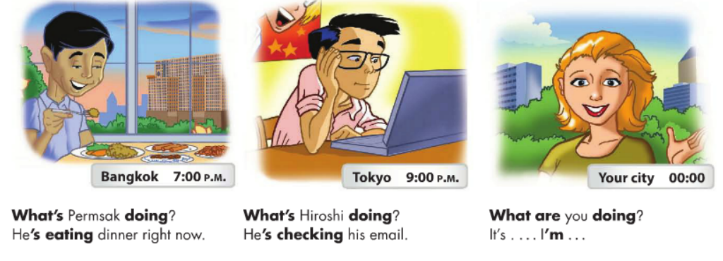 Bangkok 7:00 P.M.
Tokyo 9:00 P.M.
Your city 00:00
What's Permsak doing?
He's eating dinner right now.
What's Hiroshi doing?
He's checking his email.
What are you doing?
It's . . . . I'm . . .